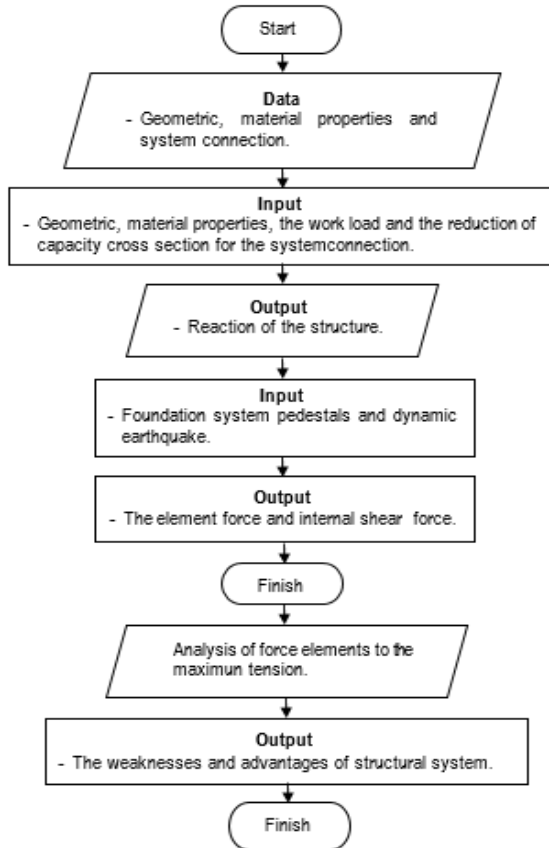 Start
Data
- Geometric, material properties and
system connection.
Input
- Geometric, material properties, the work load and the reduction of
capacity cross section for the systemconnection.
Output
- Reaction of the structure.
Input
- Foundation system pedestals and dynamic
earthquake.
Output
- The element force and internal shear force.
Finish
Analysis of force elements to the
maximun tension.
Output
- The weaknesses and advantages of structural system.
Finish